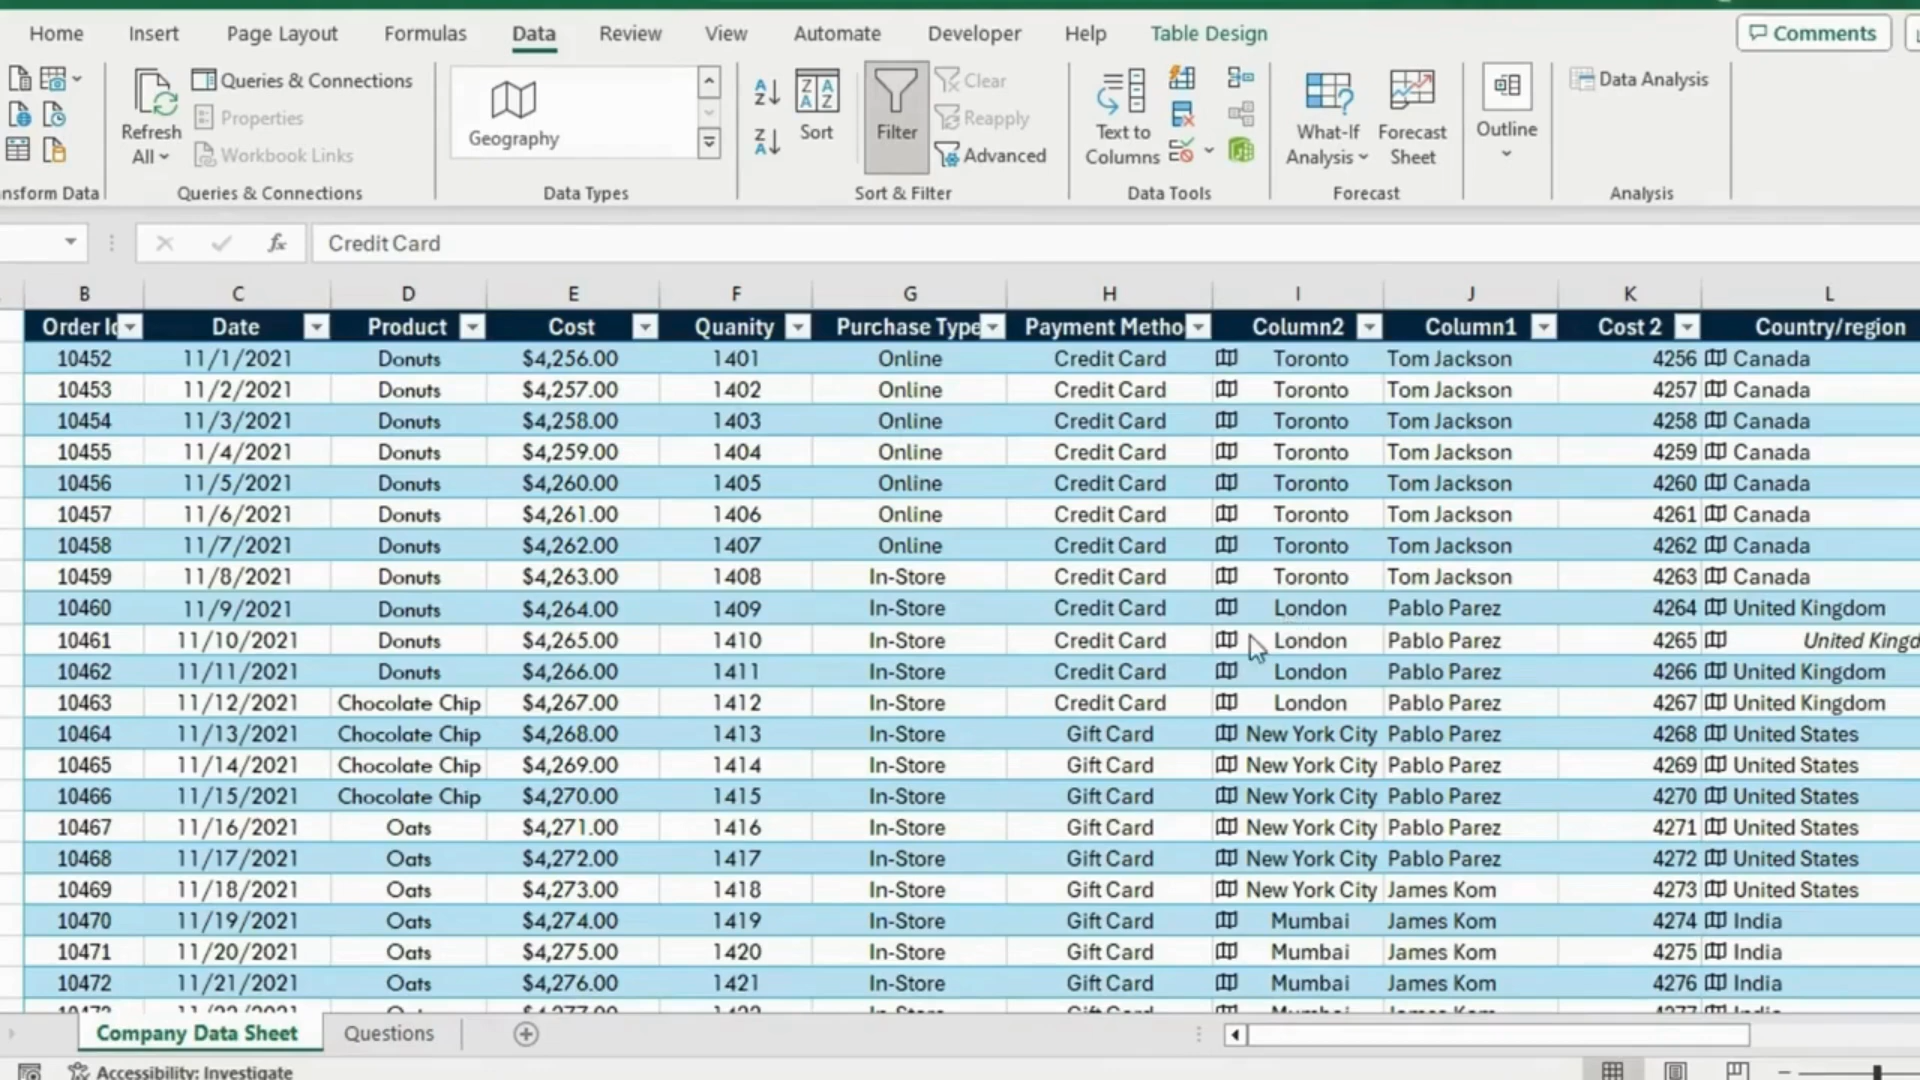 Home Insert Page Layout Formulas Data Review View Automate Developer Help Table Design Comments
Queries & Connections Clear Data Analysis
Properties Reapply
Refresh All Geography Sort Filter Text to Columns What-If Analysis Forecast Sheet Outline
Workbook Links Advanced
nsform Data Queries & Connections Data Types Sort & Filter Data Tools Forecast Analysis
fx Credit Card
B C D E F G H I J K L
Order Ic Date Product Cost Quanity Purchase Type Payment Metho Column2 Column1 Cost 2 Country/region
10452 11/1/2021 Donuts $4,256.00 1401 Online Credit Card Toronto Tom Jackson 4256 Canada
10453 11/2/2021 Donuts $4,257.00 1402 Online Credit Card Toronto Tom Jackson 4257 Canada
10454 11/3/2021 Donuts $4,258.00 1403 Online Credit Card Toronto Tom Jackson 4258 Canada
10455 11/4/2021 Donuts $4,259.00 1404 Online Credit Card Toronto Tom Jackson 4259 Canada
10456 11/5/2021 Donuts $4,260.00 1405 Online Credit Card Toronto Tom Jackson 4260 Canada
10457 11/6/2021 Donuts $4,261.00 1406 Online Credit Card Toronto Tom Jackson 4261 Canada
10458 11/7/2021 Donuts $4,262.00 1407 Online Credit Card Toronto Tom Jackson 4262 Canada
10459 11/8/2021 Donuts $4,263.00 1408 In-Store Credit Card Toronto Tom Jackson 4263 Canada
10460 11/9/2021 Donuts $4,264.00 1409 In-Store Credit Card London Pablo Parez 4264 United Kingdom
10461 11/10/2021 Donuts $4,265.00 1410 In-Store Credit Card London Pablo Parez 4265 United Kingd
10462 11/11/2021 Donuts $4,266.00 1411 In-Store Credit Card London Pablo Parez 4266 United Kingdom
10463 11/12/2021 Chocolate Chip $4,267.00 1412 In-Store Credit Card London Pablo Parez 4267 United Kingdom
10464 11/13/2021 Chocolate Chip $4,268.00 1413 In-Store Gift Card New York City Pablo Parez 4268 United States
10465 11/14/2021 Chocolate Chip $4,269.00 1414 In-Store Gift Card New York City Pablo Parez 4269 United States
10466 11/15/2021 Chocolate Chip $4,270.00 1415 In-Store Gift Card New York City Pablo Parez 4270 United States
10467 11/16/2021 Oats $4,271.00 1416 In-Store Gift Card New York City Pablo Parez 4271 United States
10468 11/17/2021 Oats $4,272.00 1417 In-Store Gift Card New York City Pablo Parez 4272 United States
10469 11/18/2021 Oats $4,273.00 1418 In-Store Gift Card New York City James Kom 4273 United States
10470 11/19/2021 Oats $4,274.00 1419 In-Store Gift Card Mumbai James Kom 4274 India
10471 11/20/2021 Oats $4,275.00 1420 In-Store Gift Card Mumbai James Kom 4275 India
10472 11/21/2021 Oats $4,276.00 1421 In-Store Gift Card Mumbai James Kom 4276 India
Company Data Sheet Questions
Accessibility: Investigate